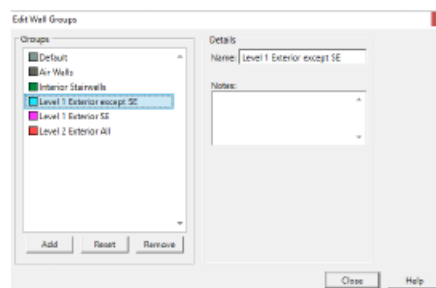 Edit Wall Groups
Groups
Default
Air Walls
Interior Stairwells
Level 1 Exterior except SE
Level 1 Exterior SE
Level 2 Exterior All
Add Reset Remove
Details
Name: Level 1 Exterior except SE
Notes:
Close Help